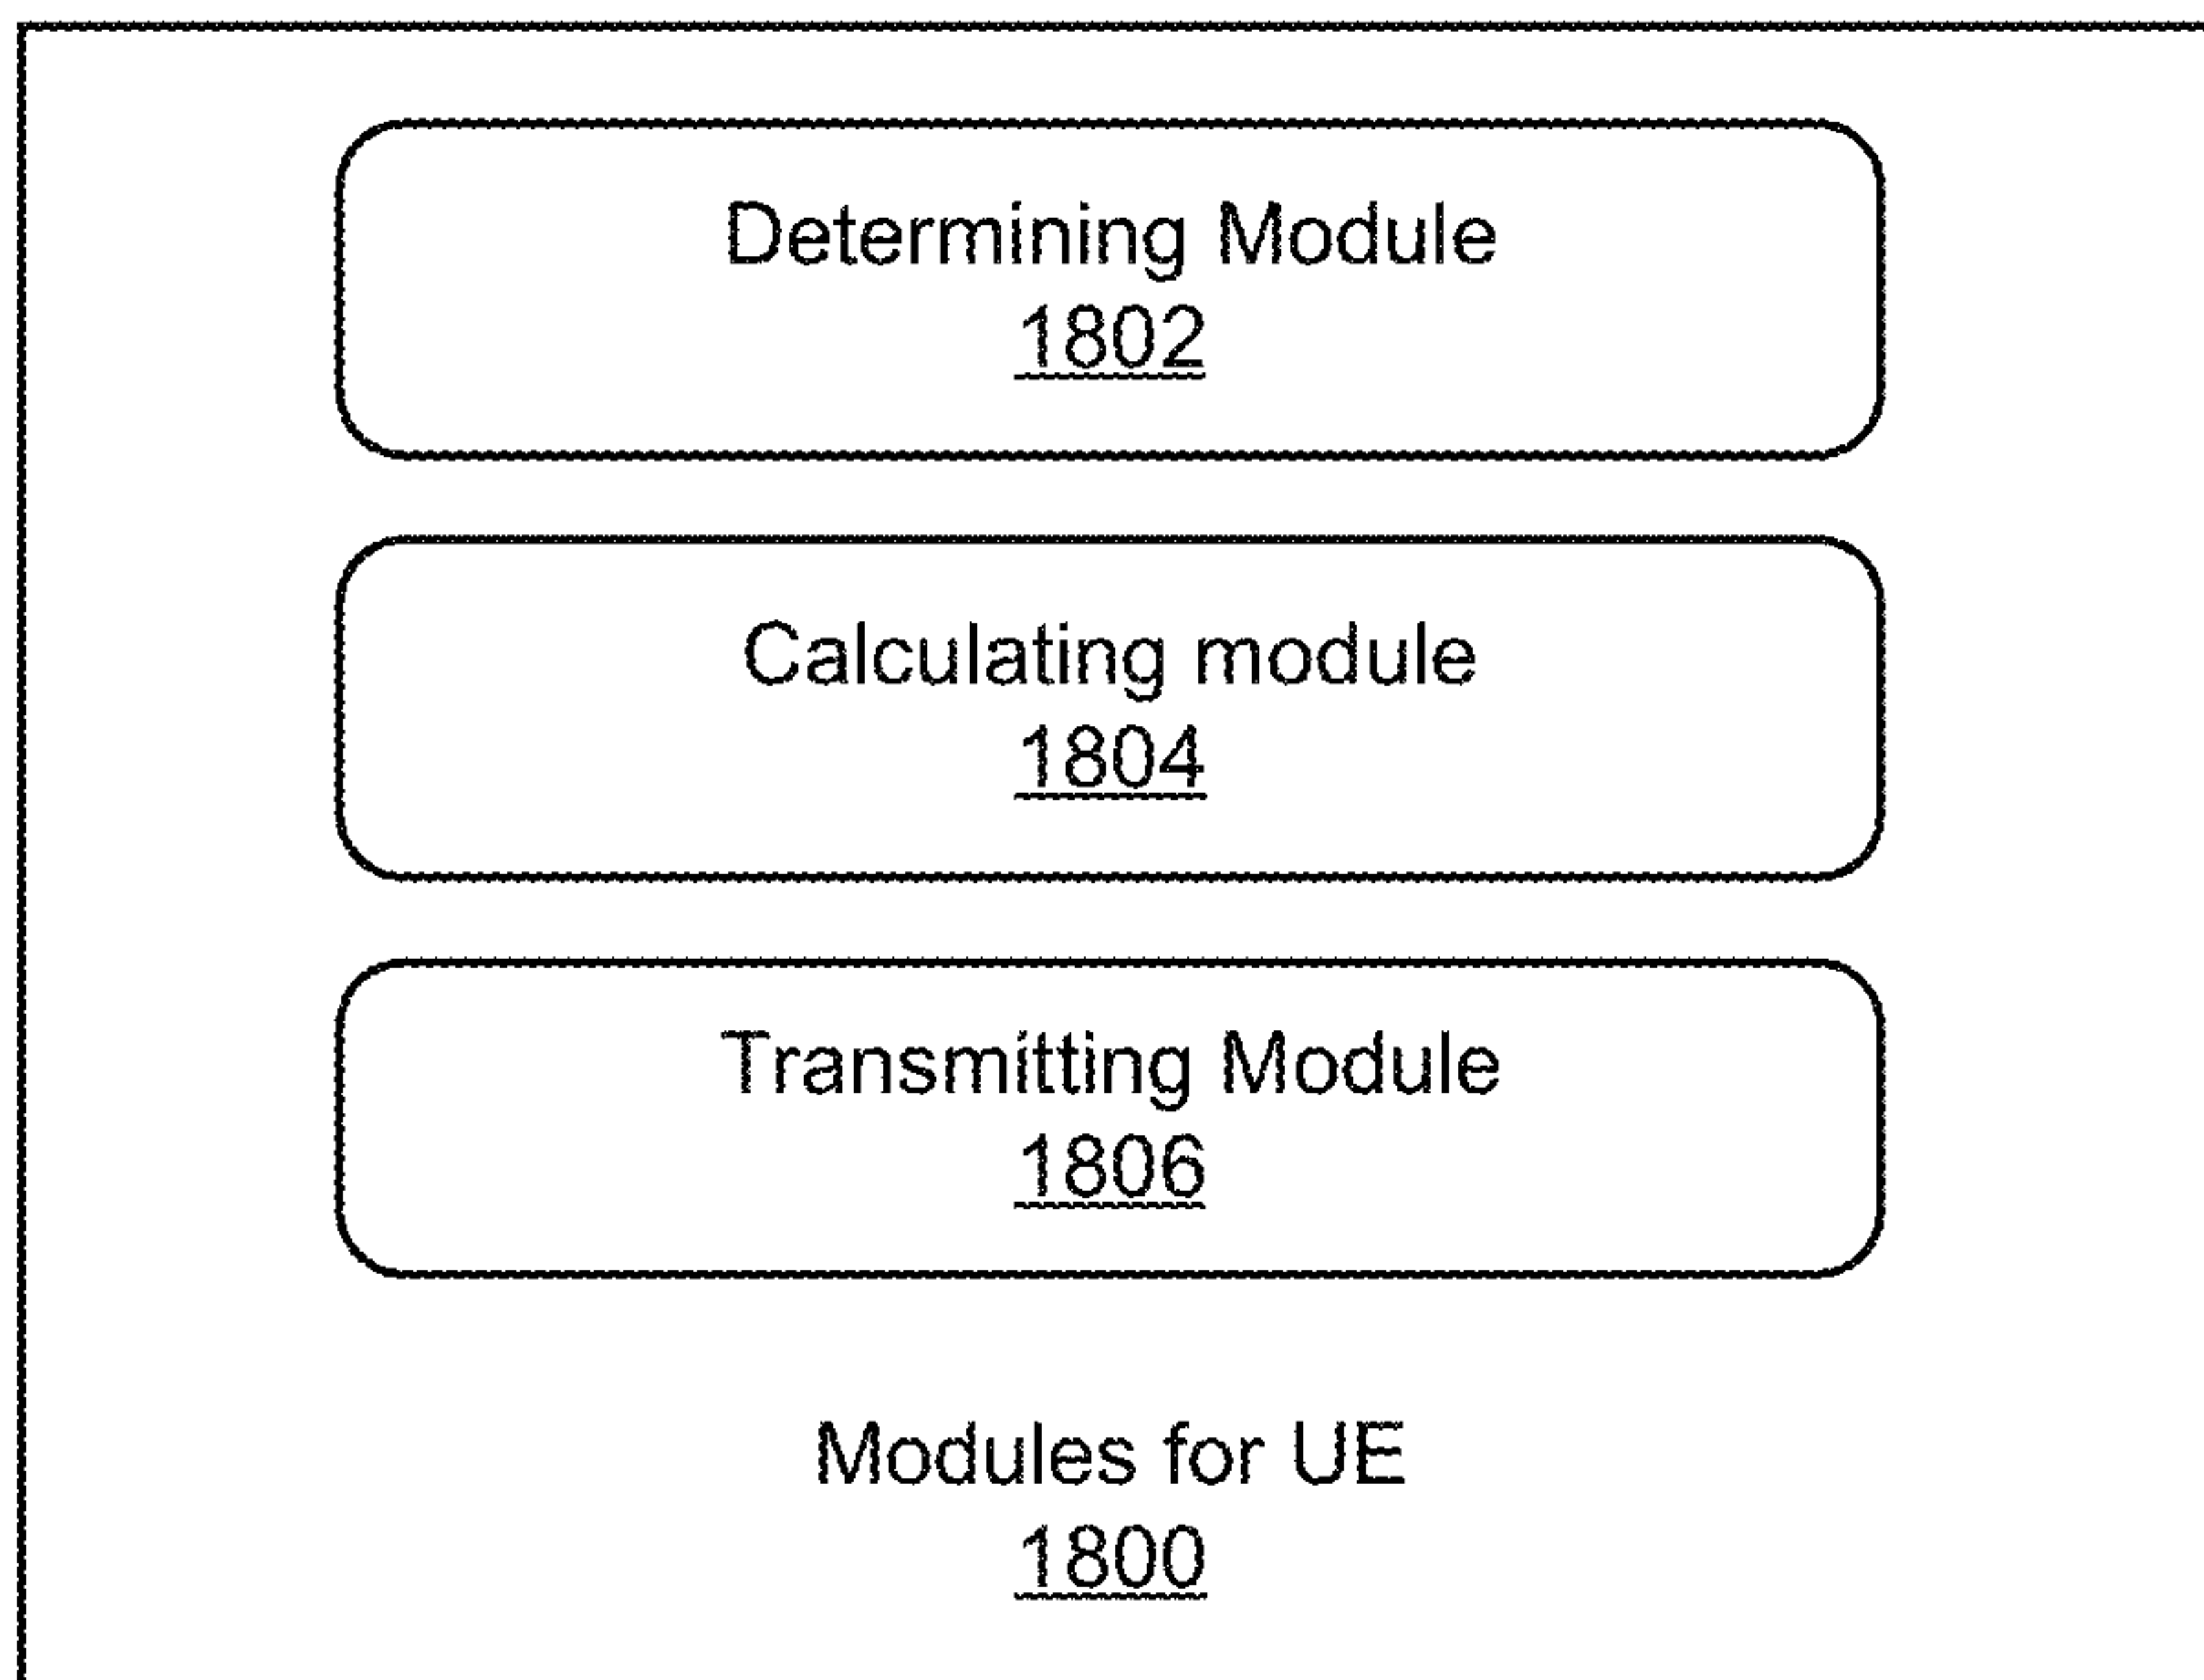 Determining Module
1802
Calculating module
1804
Transmitting Module
1806
Modules for UE
1800